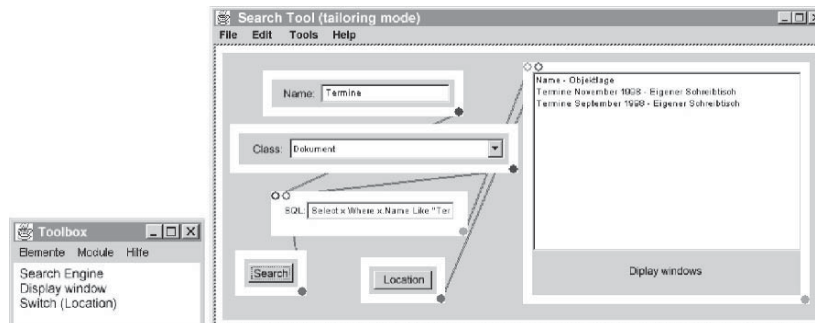 Search Tool (tailoring mode)
File Edit Tools Help
Name: Termine
Class: Dokument
SQL: Select x Where x.Name Like "Ter
Search
Location
Name - Objektlage
Termine November 1998 - Eigener Schreibtisch
Termine September 1998 - Eigener Schreibtisch
Diplay windows
Toolbox
Elemente Module Hilfe
Search Engine
Display window
Switch (Location)